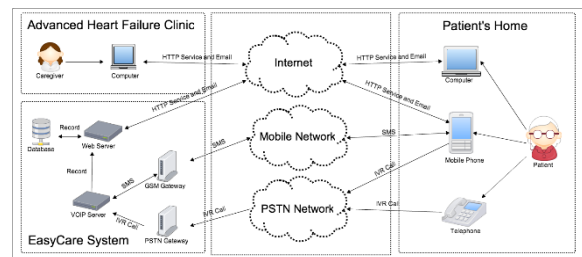 Advanced Heart Failure Clinic
Caregiver
Computer
HTTP Service and Email
HTTP Service and Email
Internet
HTTP Service and Email
HTTP Service and Email
Patient's Home
Computer
Record
Database
Web Server
Record
SMS
GSM Gateway
SMS
Mobile Network
SMS
Mobile Phone
Patient
VOIP Server
IVR Call
PSTN Gateway
IVR Call
PSTN Network
IVR Call
IVR Call
Telephone
EasyCare System